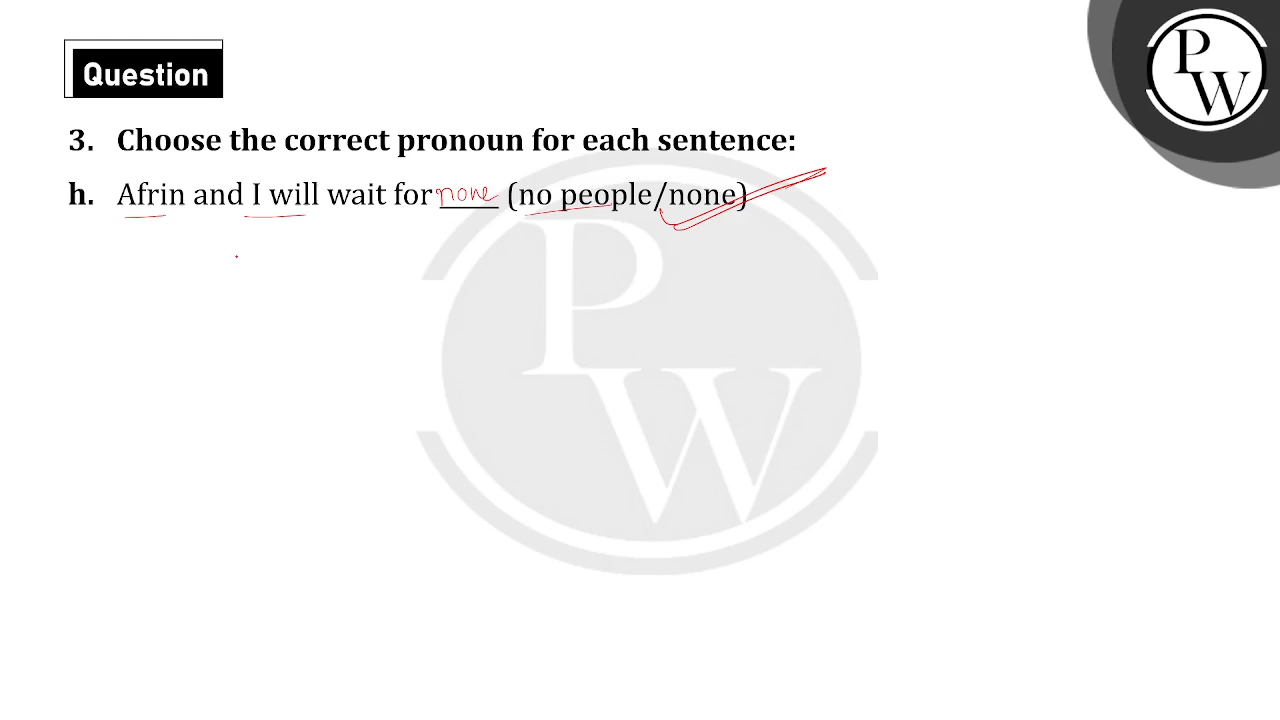 Question
P
W
3. Choose the correct pronoun for each sentence:
h. Afrin and I will wait for none (no people/none)
P
W